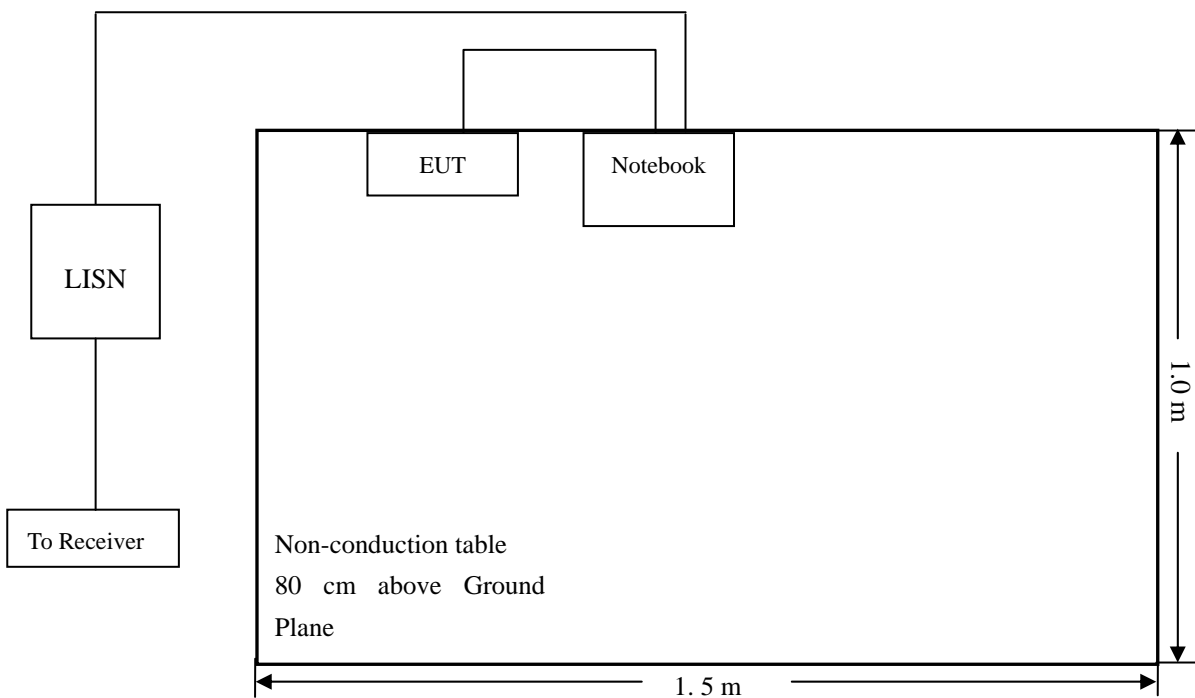 EUT
Notebook
LISN
To Receiver
Non-conduction table
80 cm above Ground
Plane
1.0 m
1. 5 m